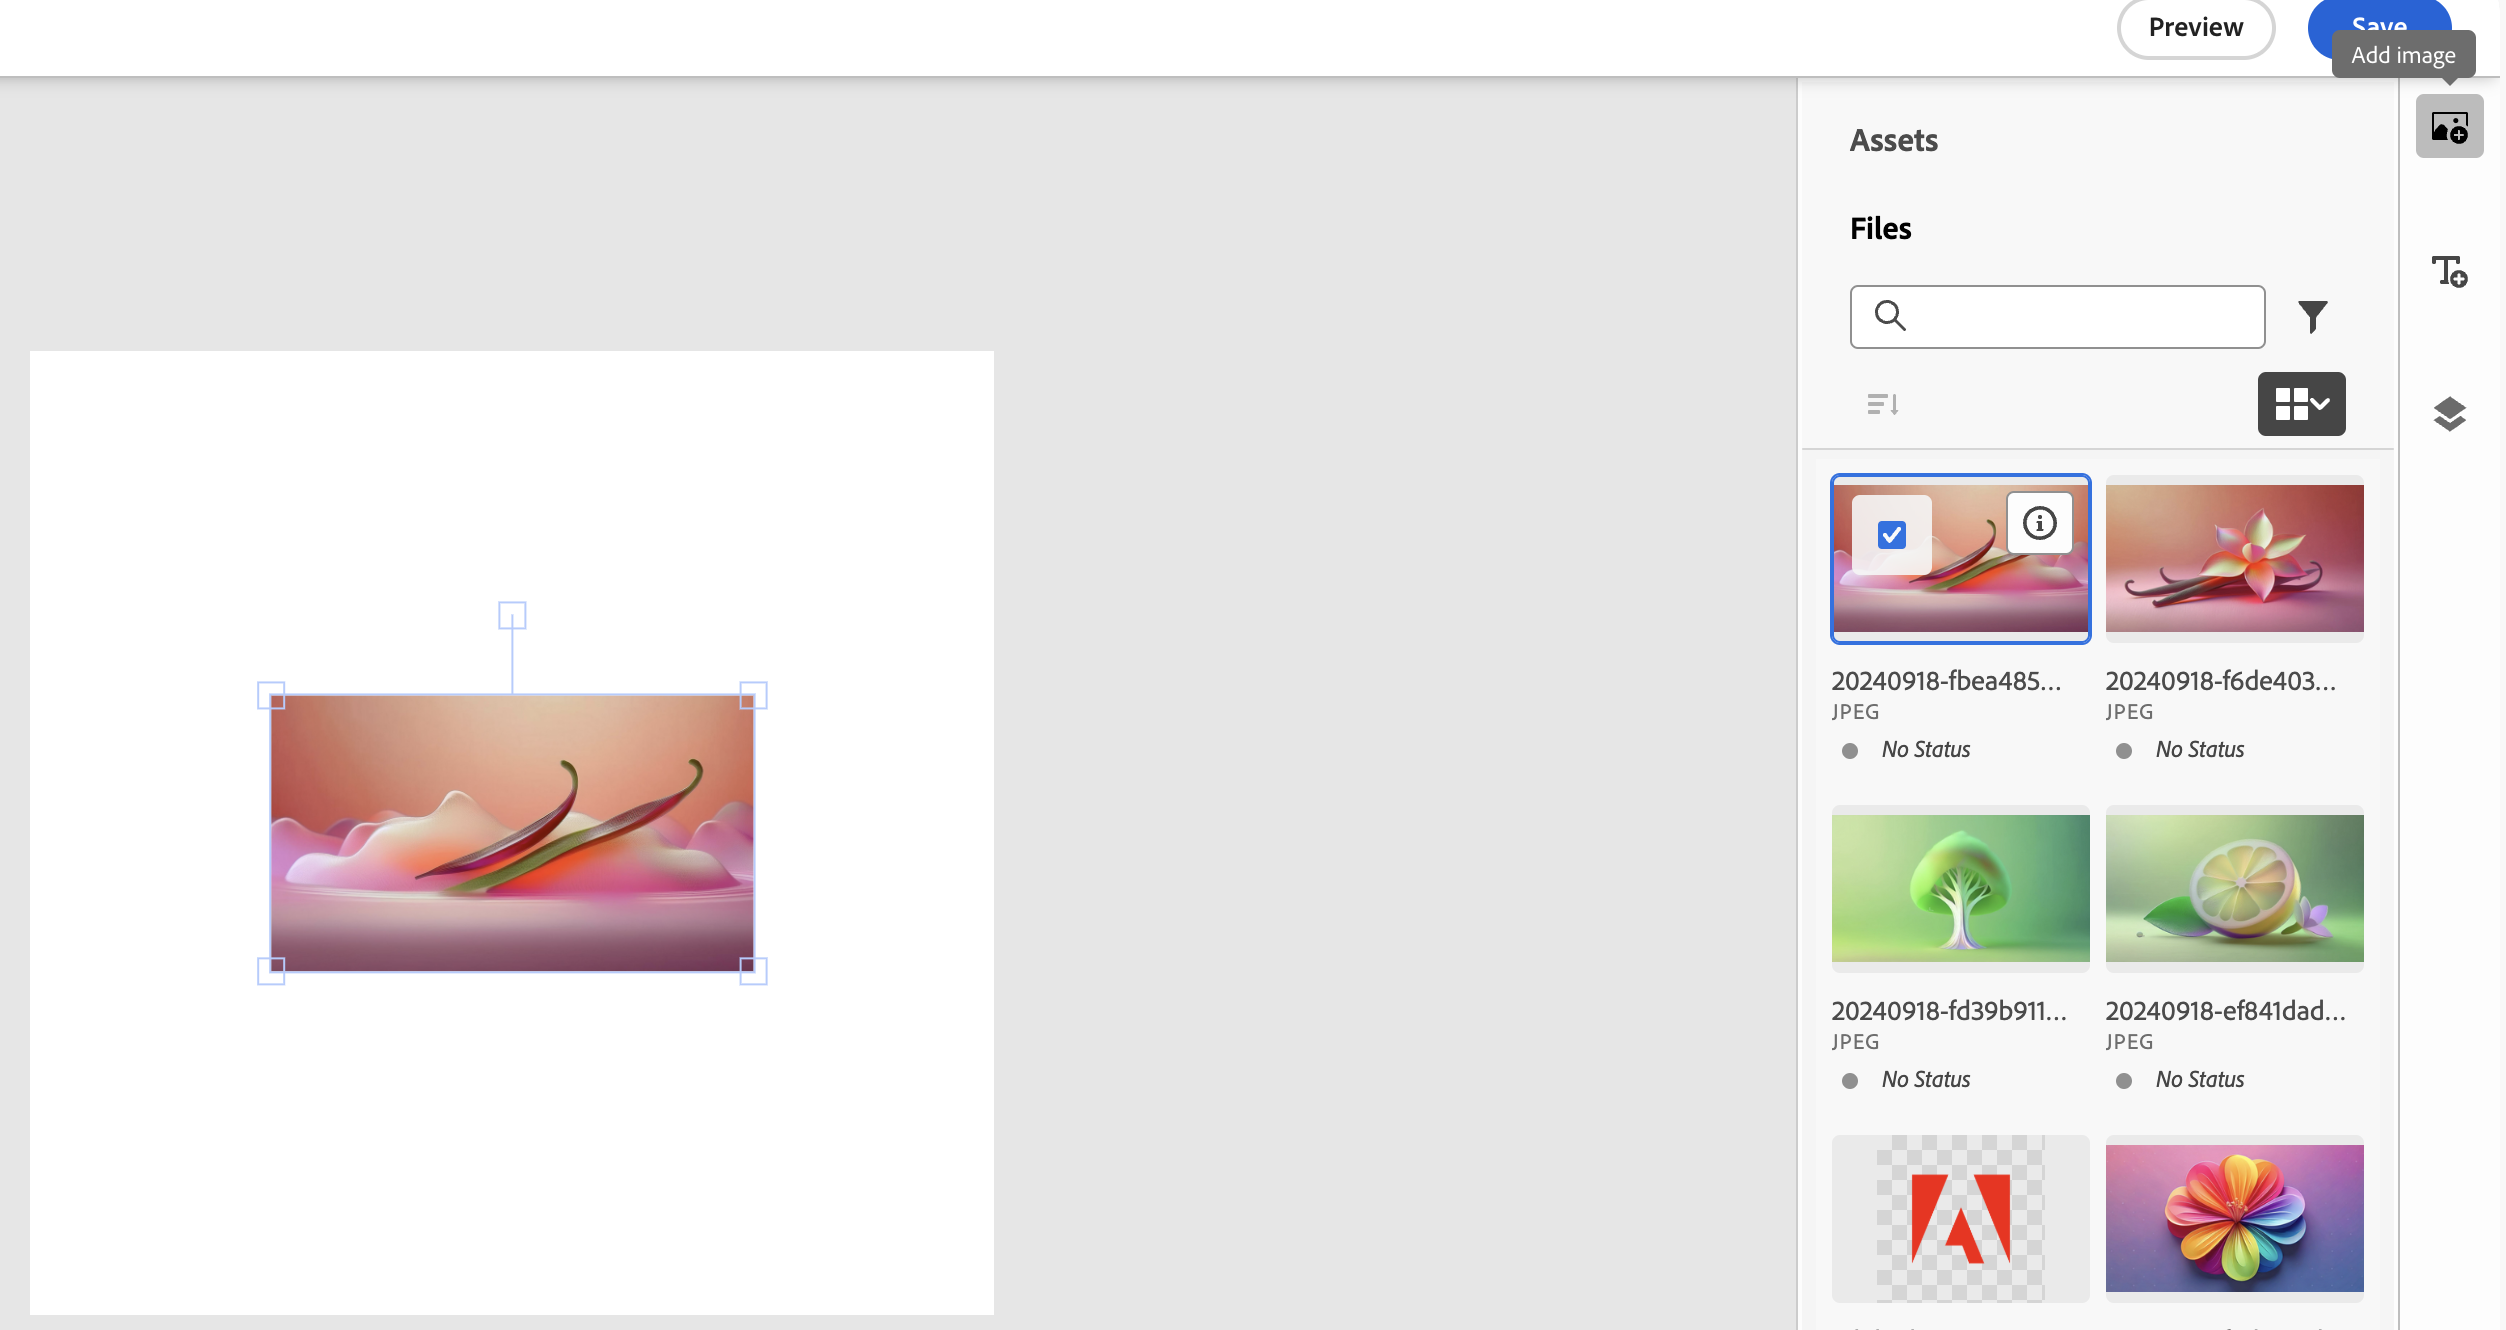 Preview
Save
Add image
Assets
Files
20240918-fbea485...
JPEG
No Status
20240918-f6de403...
JPEG
No Status
20240918-fd39b911...
JPEG
No Status
20240918-ef841dad...
JPEG
No Status